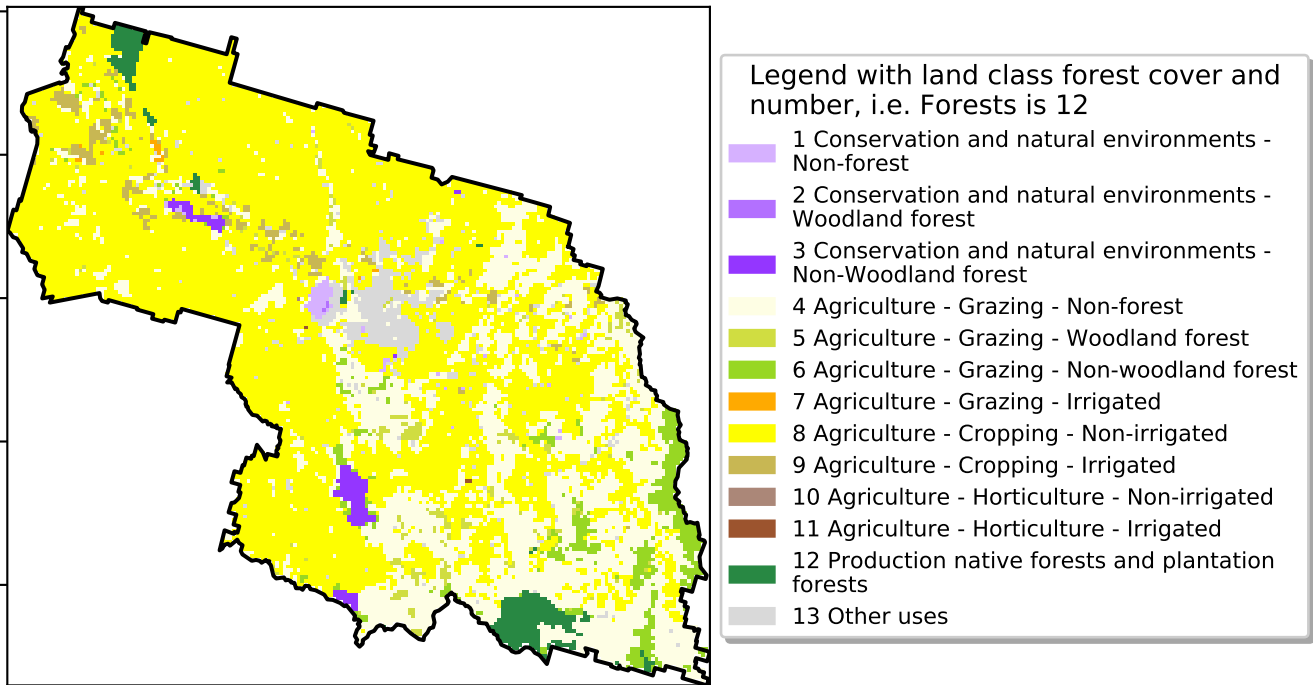 Legend with land class forest cover and
number, i.e. Forests is 12
1 Conservation and natural environments -
Non-forest
2 Conservation and natural environments -
Woodland forest
3 Conservation and natural environments -
Non-Woodland forest
4 Agriculture - Grazing - Non-forest
5 Agriculture - Grazing - Woodland forest
6 Agriculture - Grazing - Non-woodland forest
7 Agriculture - Grazing - Irrigated
8 Agriculture - Cropping - Non-irrigated
9 Agriculture - Cropping - Irrigated
10 Agriculture - Horticulture - Non-irrigated
11 Agriculture - Horticulture - Irrigated
12 Production native forests and plantation
forests
13 Other uses